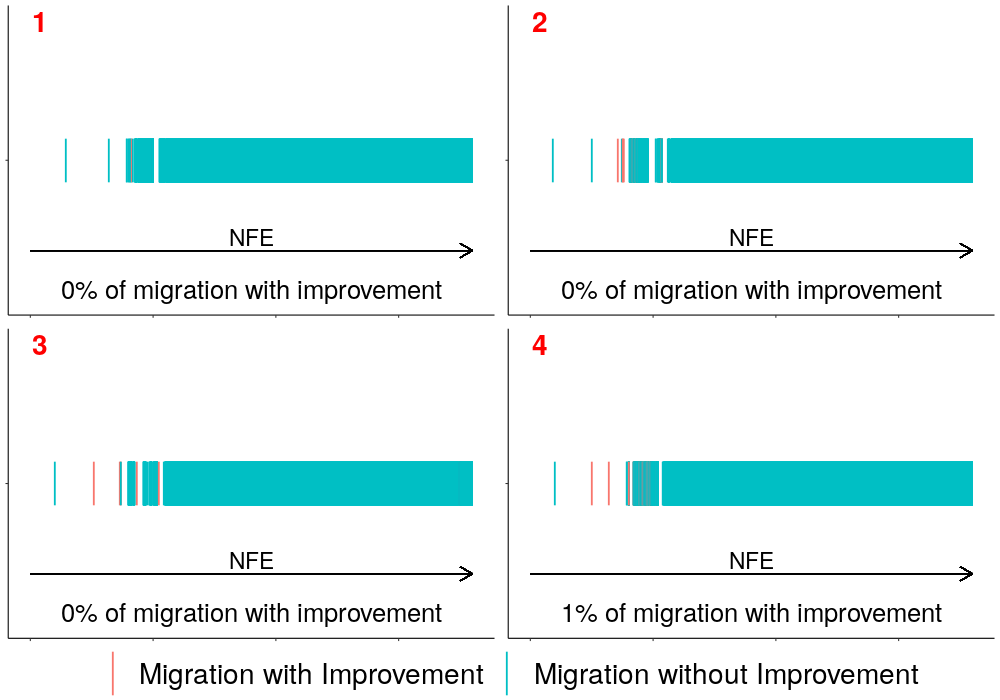 1
NFE
0% of migration with improvement
2
NFE
0% of migration with improvement
3
NFE
0% of migration with improvement
4
NFE
1% of migration with improvement
Migration with Improvement Migration without Improvement